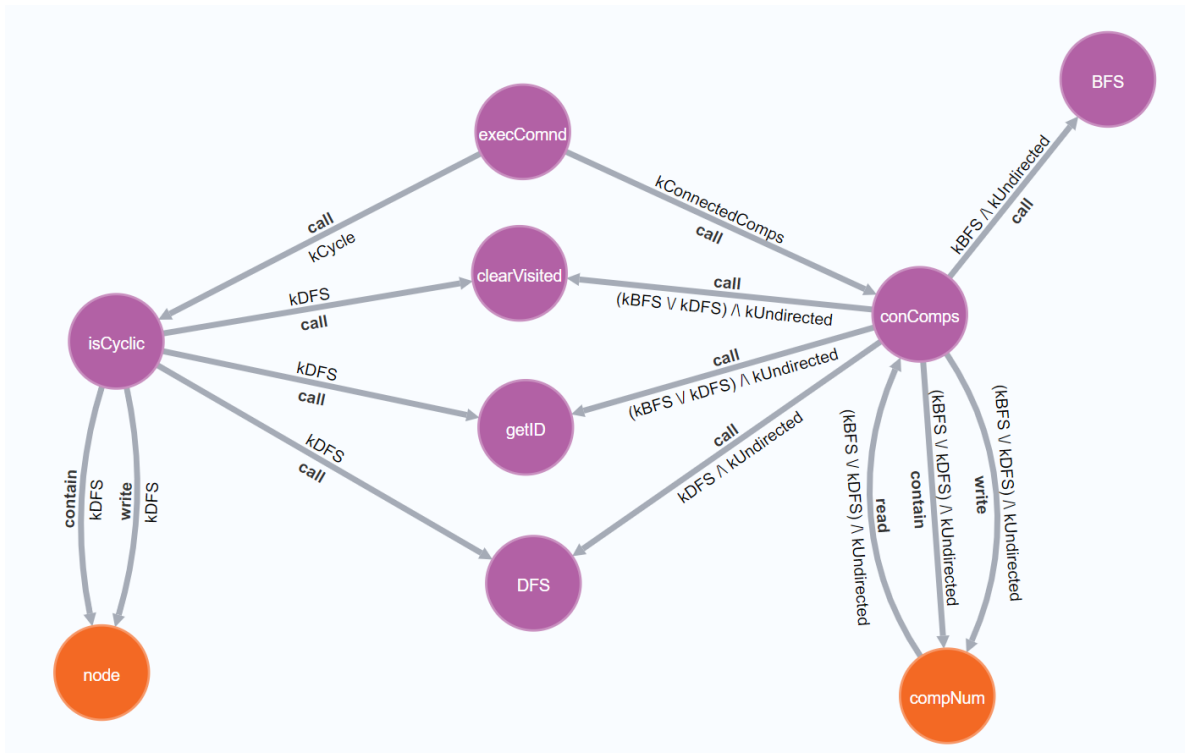 BFS
execComnd
kBFS /\ kUndirected
call
kConnectedComps
call
call
kCycle
clearVisited
call
(kBFS \/ kDFS) /\ kUndirected
kDFS
call
conComps
isCyclic
call
(kBFS \/ kDFS) /\ kUndirected
kDFS
call
getID
call
kDFS /\ kUndirected
kDFS
call
contain
kDFS
write
kDFS
(kBFS \/ kDFS) /\ kUndirected
read
contain
(kBFS \/ kDFS) /\ kUndirected
write
(kBFS \/ kDFS) /\ kUndirected
DFS
node
compNum